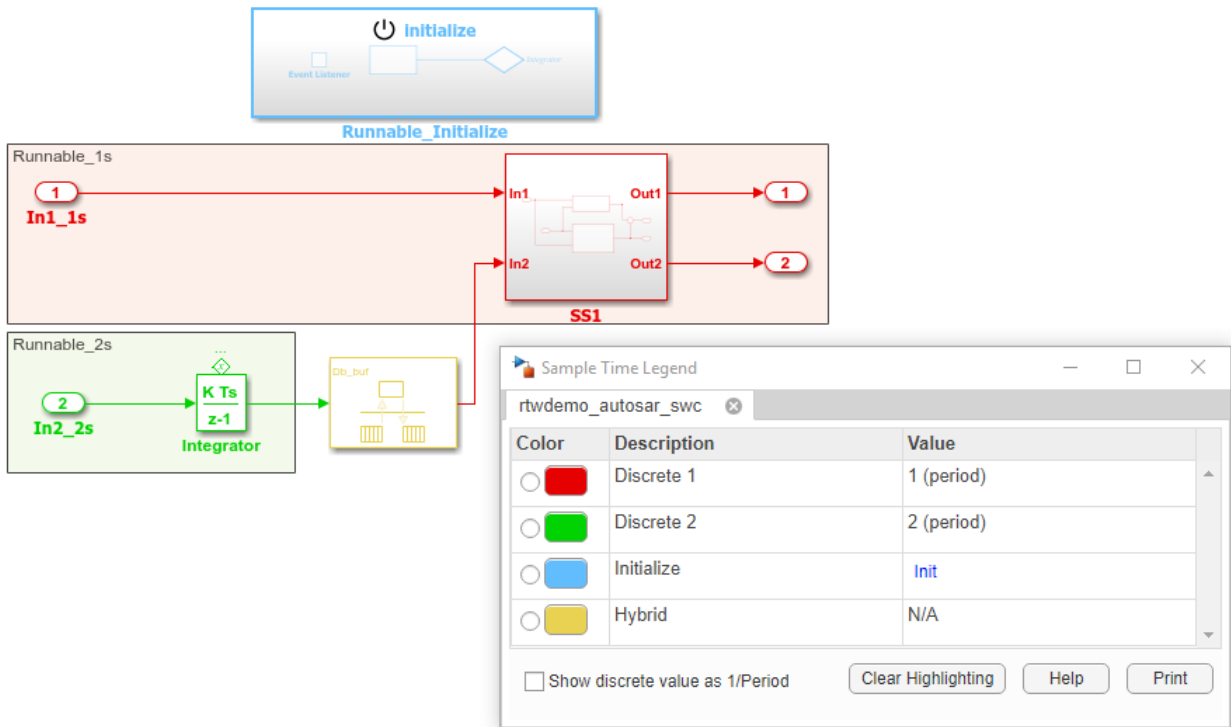 initialize
Event Listener
Integrator
Runnable_Initialize
Runnable_1s
1
In1_1s
In1
Out1
1
In2
Out2
2
SS1
Runnable_2s
...
2
In2_2s
K Ts
z-1
Integrator
Db_buf
Sample Time Legend
rtwdemo_autosar_swc
Color Description Value
Discrete 1 1 (period)
Discrete 2 2 (period)
Initialize Init
Hybrid N/A
Show discrete value as 1/Period Clear Highlighting Help Print